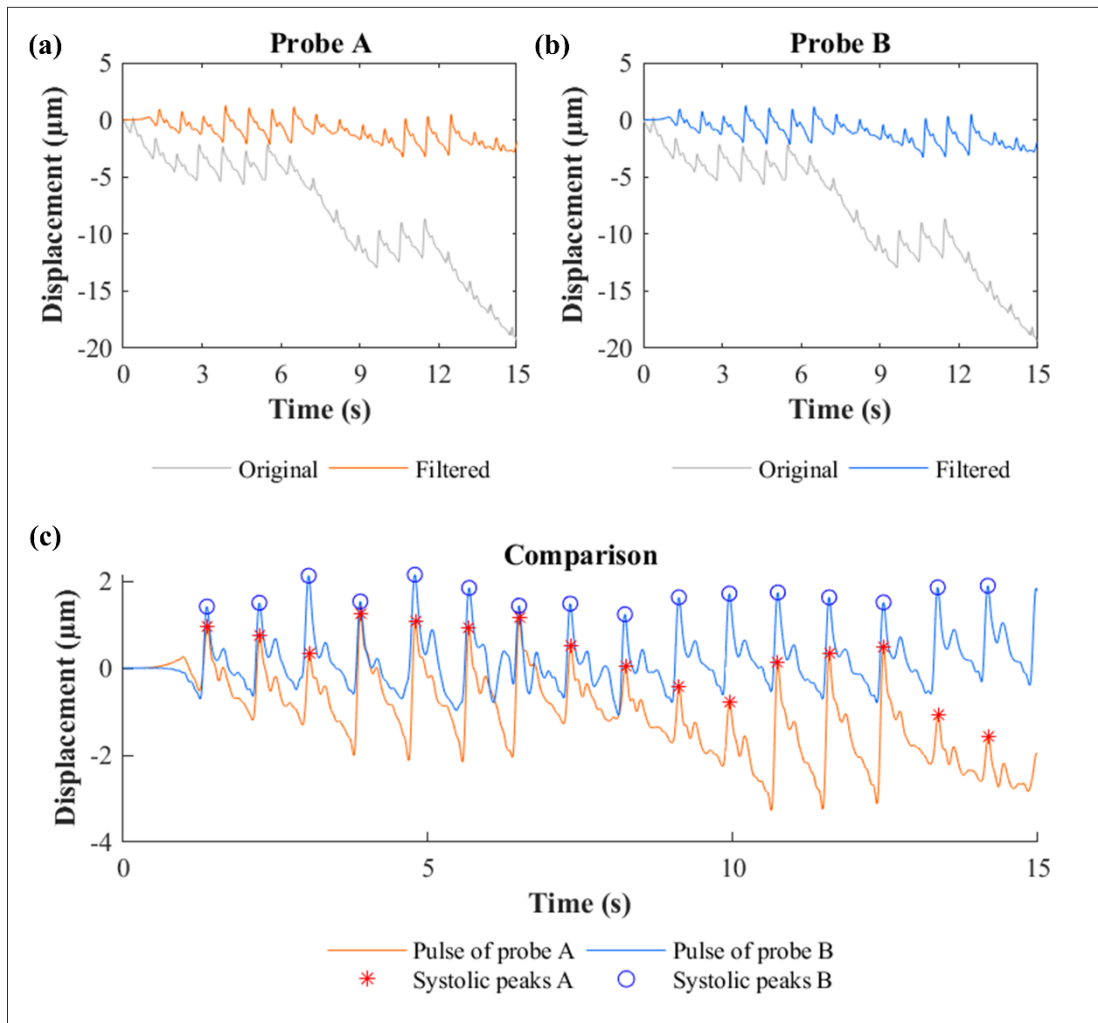 (a)
Probe A
5
0
-5
-10
-15
-20
Displacement (μm)
0 3 6 9 12 15
Time (s)
Original Filtered
(b)
Probe B
5
0
-5
-10
-15
-20
Displacement (μm)
0 3 6 9 12 15
Time (s)
Original Filtered
(c)
Comparison
2
0
-2
-4
Displacement (μm)
0 5 10 15
Time (s)
Pulse of probe A Pulse of probe B
Systolic peaks A Systolic peaks B